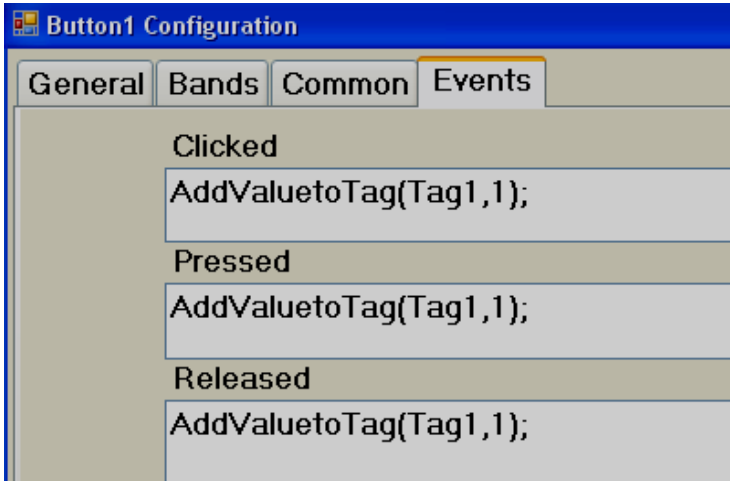 Button1 Configuration
General Bands Common Events
Clicked
AddValuetoTag(Tag1,1);
Pressed
AddValuetoTag(Tag1,1);
Released
AddValuetoTag(Tag1,1);